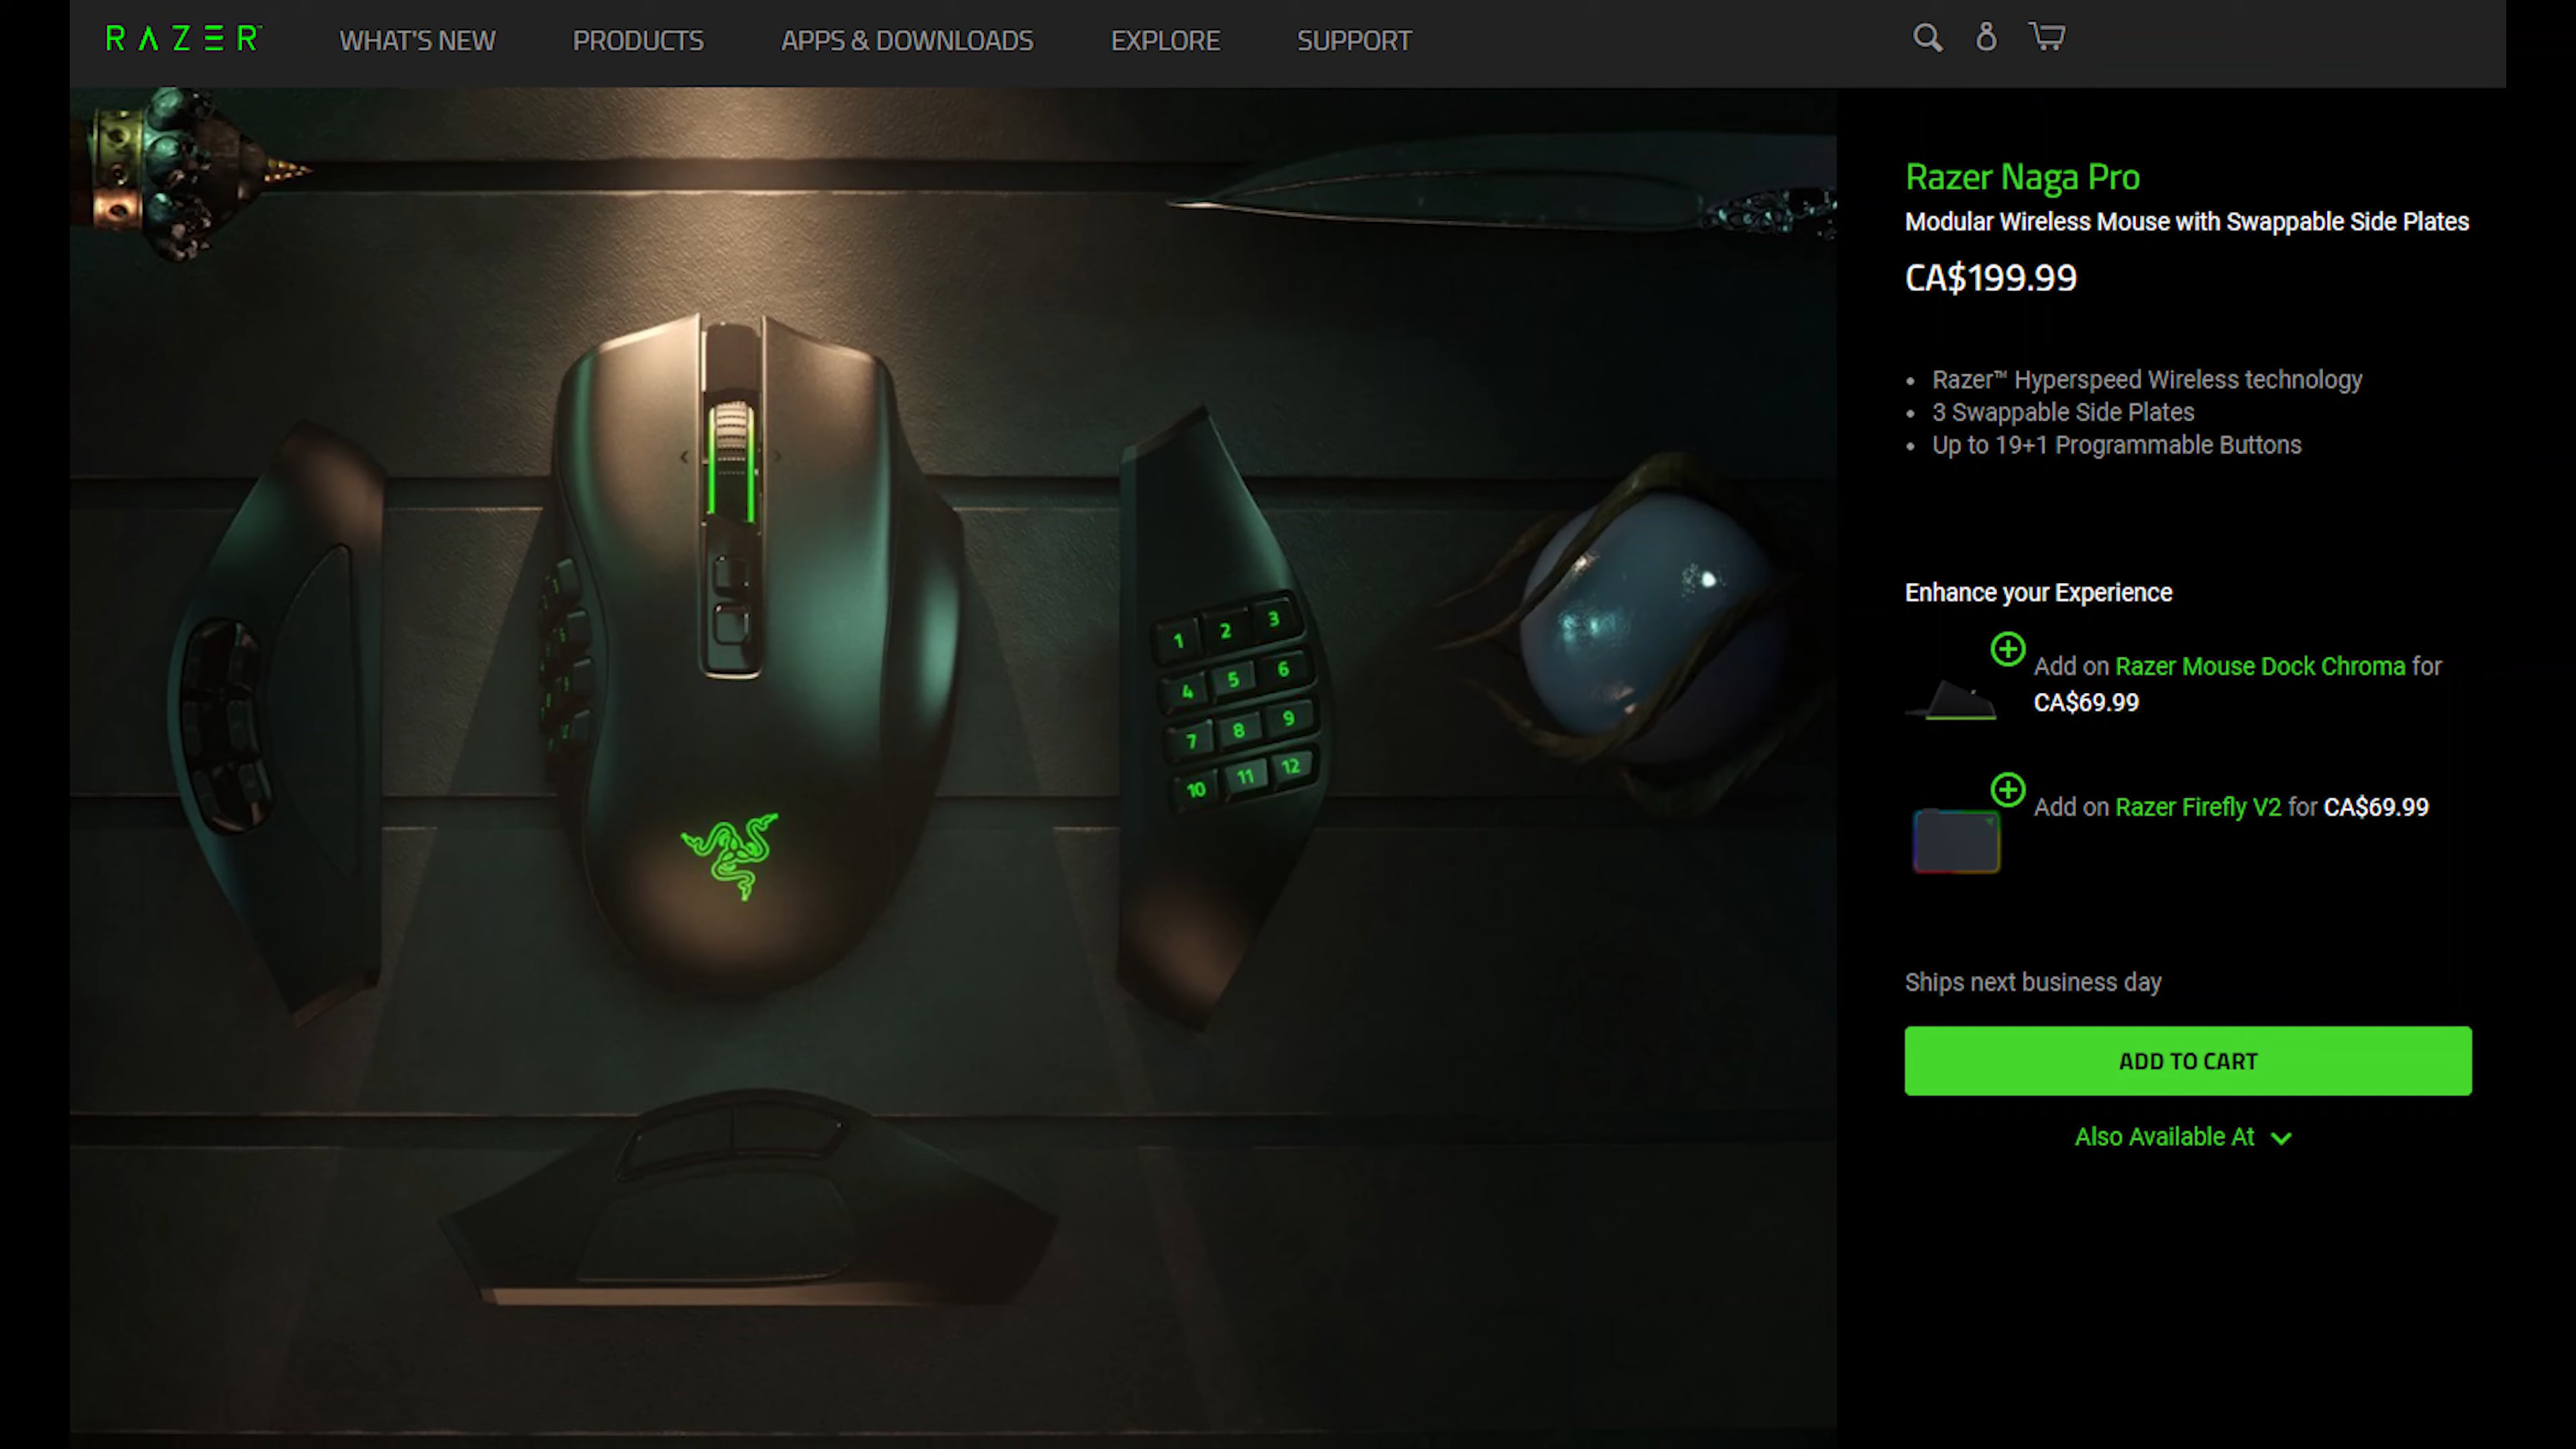 RAZER™
WHAT'S NEW
PRODUCTS
APPS & DOWNLOADS
EXPLORE
SUPPORT
Razer Naga Pro
Modular Wireless Mouse with Swappable Side Plates
CA$199.99
• Razer™ Hyperspeed Wireless technology
• 3 Swappable Side Plates
• Up to 19+1 Programmable Buttons
1 2 3
4 5 6
7 8 9
10 11 12
Enhance your Experience
Add on Razer Mouse Dock Chroma for
CA$69.99
Add on Razer Firefly V2 for CA$69.99
Ships next business day
ADD TO CART
Also Available At